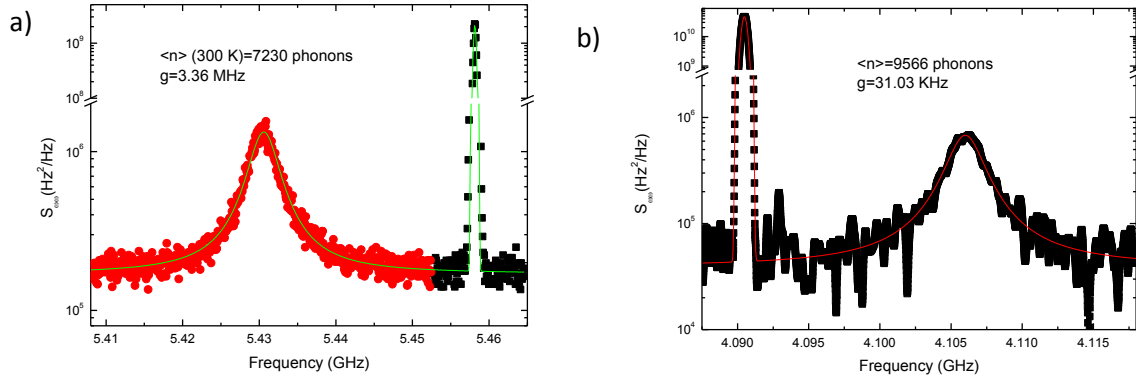 a)
<n> (300 K)=7230 phonons
g=3.36 MHz
10⁹
10⁸
10⁶
10⁵
S_ωω (Hz²/Hz)
5.41 5.42 5.43 5.44 5.45 5.46
Frequency (GHz)
b)
<n>=9566 phonons
g=31.03 KHz
10¹⁰
10⁹
10⁶
10⁵
10⁴
S_ωω (Hz²/Hz)
4.090 4.095 4.100 4.105 4.110 4.115
Frequency (GHz)